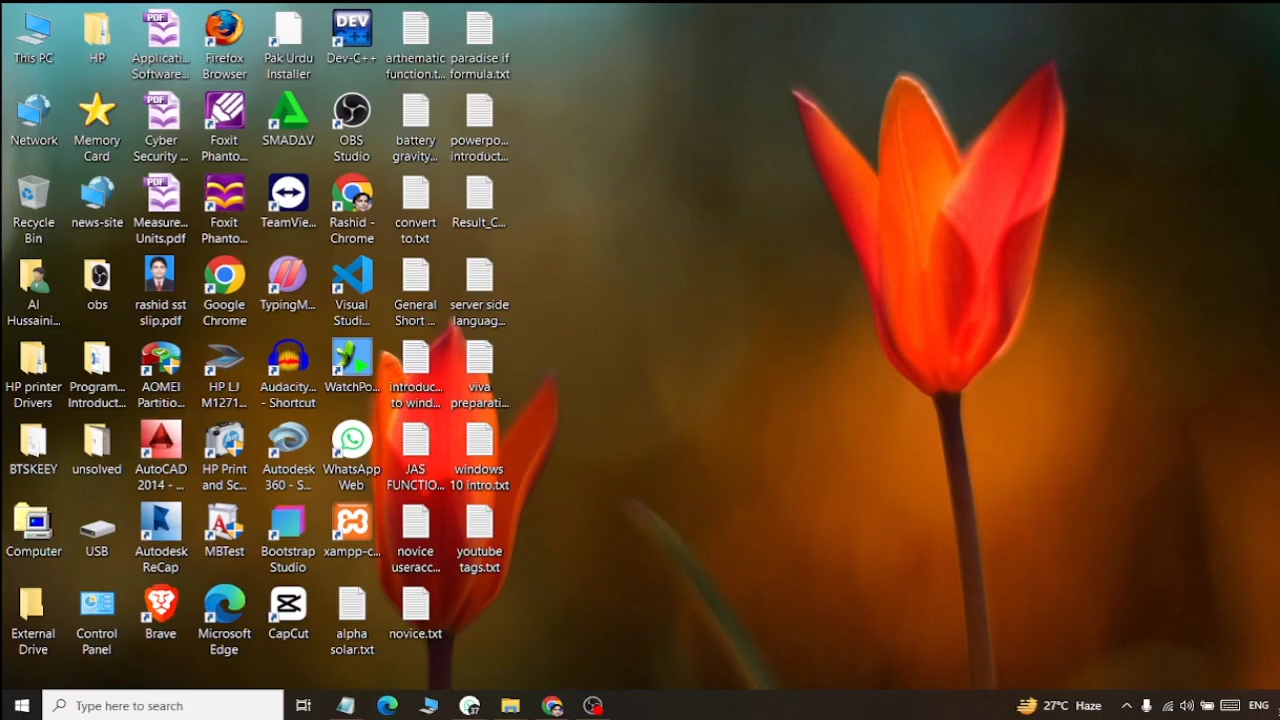 This PC
HP
Applicati...
Software...
Firefox
Browser
Pak Urdu
Installer
DEV
C++
Dev-C++
arthematic
function.t...
paradise if
formula.txt
Network
Memory
Card
Cyber
Security ...
Foxit
Phanto...
SMADΔV
OBS
Studio
battery
gravity...
powerpo...
introduct...
Recycle
Bin
news-site
Measure...
Units.pdf
Foxit
Phanto...
TeamVie...
Rashid -
Chrome
convert
to.txt
Result_C...
Al
Hussaini...
obs
rashid sst
slip.pdf
Google
Chrome
TypingM...
Visual
Studi...
General
Short ...
server side
languag...
HP printer
Drivers
Program...
Introduct...
AOMEI
Partitio...
HP LJ
M1271...
Audacity...
- Shortcut
WatchPo...
introduc...
to wind...
viva
preparati...
BTSKEEY
unsolved
AutoCAD
2014 - ...
HP Print
and Sc...
Autodesk
360 - S...
WhatsApp
Web
JAS
FUNCTIO...
windows
10 intro.txt
Computer
USB
Autodesk
ReCap
MBTest
Bootstrap
Studio
xampp-c...
novice
useracc...
youtube
tags.txt
External
Drive
Control
Panel
Brave
Microsoft
Edge
CapCut
alpha
solar.txt
novice.txt
PDF
PDF
PDF
Type here to search
37
27°C Haze
ENG